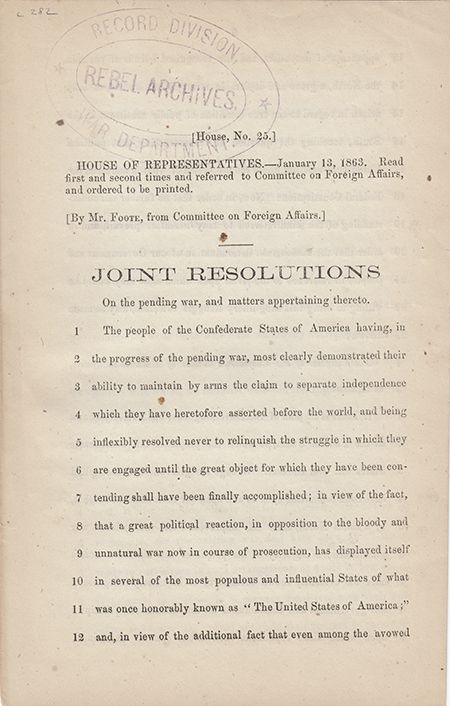 c 282
RECORD DIVISION,
REBEL ARCHIVES,
WAR DEPARTMENT.
[House, No. 25.]
HOUSE OF REPRESENTATIVES.—January 13, 1863. Read
first and second times and referred to Committee on Foreign Affairs,
and ordered to be printed.
[By Mr. FOOTE, from Committee on Foreign Affairs.]
JOINT RESOLUTIONS
On the pending war, and matters appertaining thereto.
1 The people of the Confederate States of America having, in
2 the progress of the pending war, most clearly demonstrated their
3 ability to maintain by arms the claim to separate independence
4 which they have heretofore asserted before the world, and being
5 inflexibly resolved never to relinquish the struggle in which they
6 are engaged until the great object for which they have been con-
7 tending shall have been finally accomplished; in view of the fact,
8 that a great political reaction, in opposition to the bloody and
9 unnatural war now in course of prosecution, has displayed itself
10 in several of the most populous and influential States of what
11 was once honorably known as "The United States of America;"
12 and, in view of the additional fact that even among the avowed